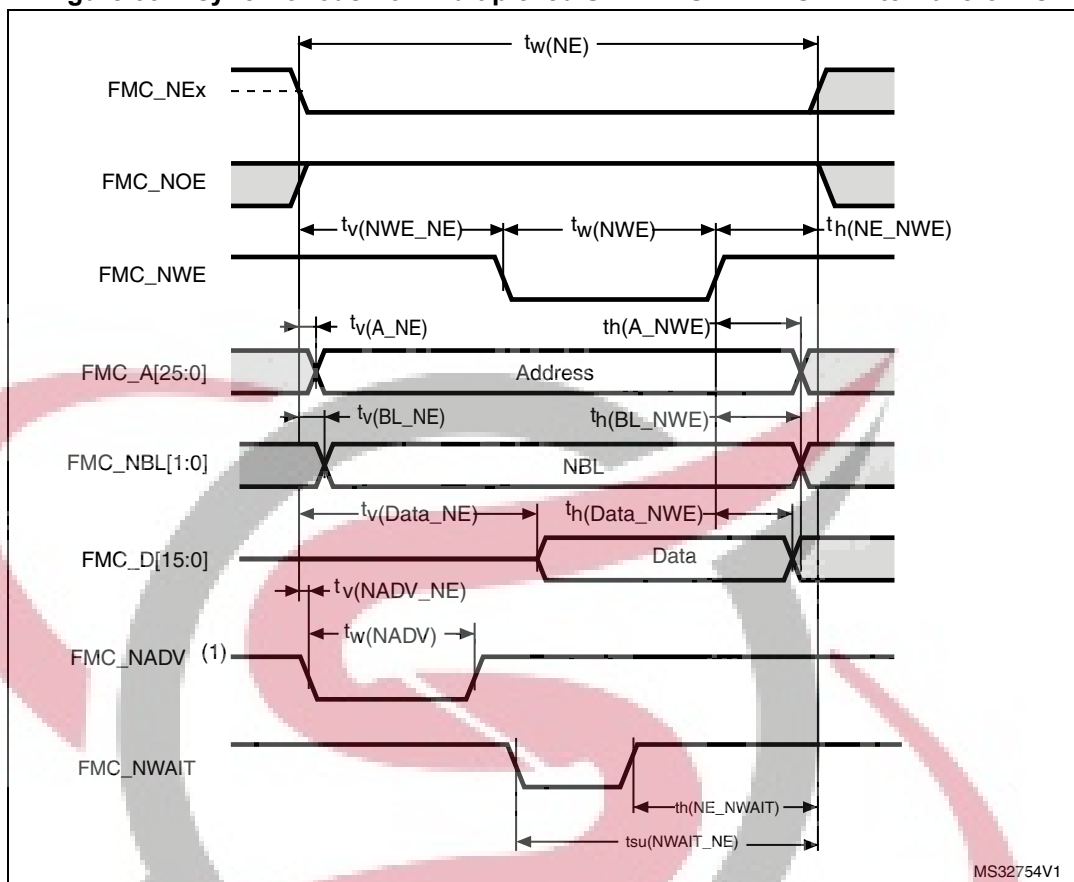 tw(NE)
FMC_NEx
FMC_NOE
tv(NWE_NE)
tw(NWE)
th(NE_NWE)
FMC_NWE
tv(A_NE)
th(A_NWE)
FMC_A[25:0]
Address
tv(BL_NE)
th(BL_NWE)
FMC_NBL[1:0]
NBL
tv(Data_NE)
th(Data_NWE)
FMC_D[15:0]
Data
tv(NADV_NE)
tw(NADV)
FMC_NADV (1)
FMC_NWAIT
th(NE_NWAIT)
tsu(NWAIT_NE)
MS32754V1